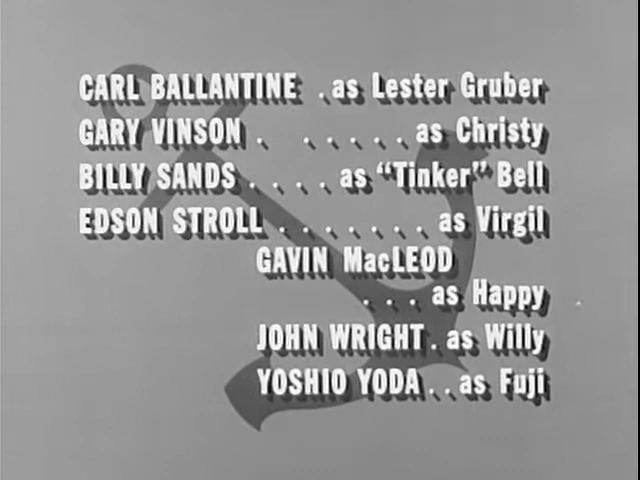 CARL BALLANTINE . as Lester Gruber
GARY VINSON . . . . . . as Christy
BILLY SANDS . . . . as "Tinker" Bell
EDSON STROLL . . . . . . . as Virgil
GAVIN MacLEOD
. . . as Happy
JOHN WRIGHT . as Willy
YOSHIO YODA . . as Fuji